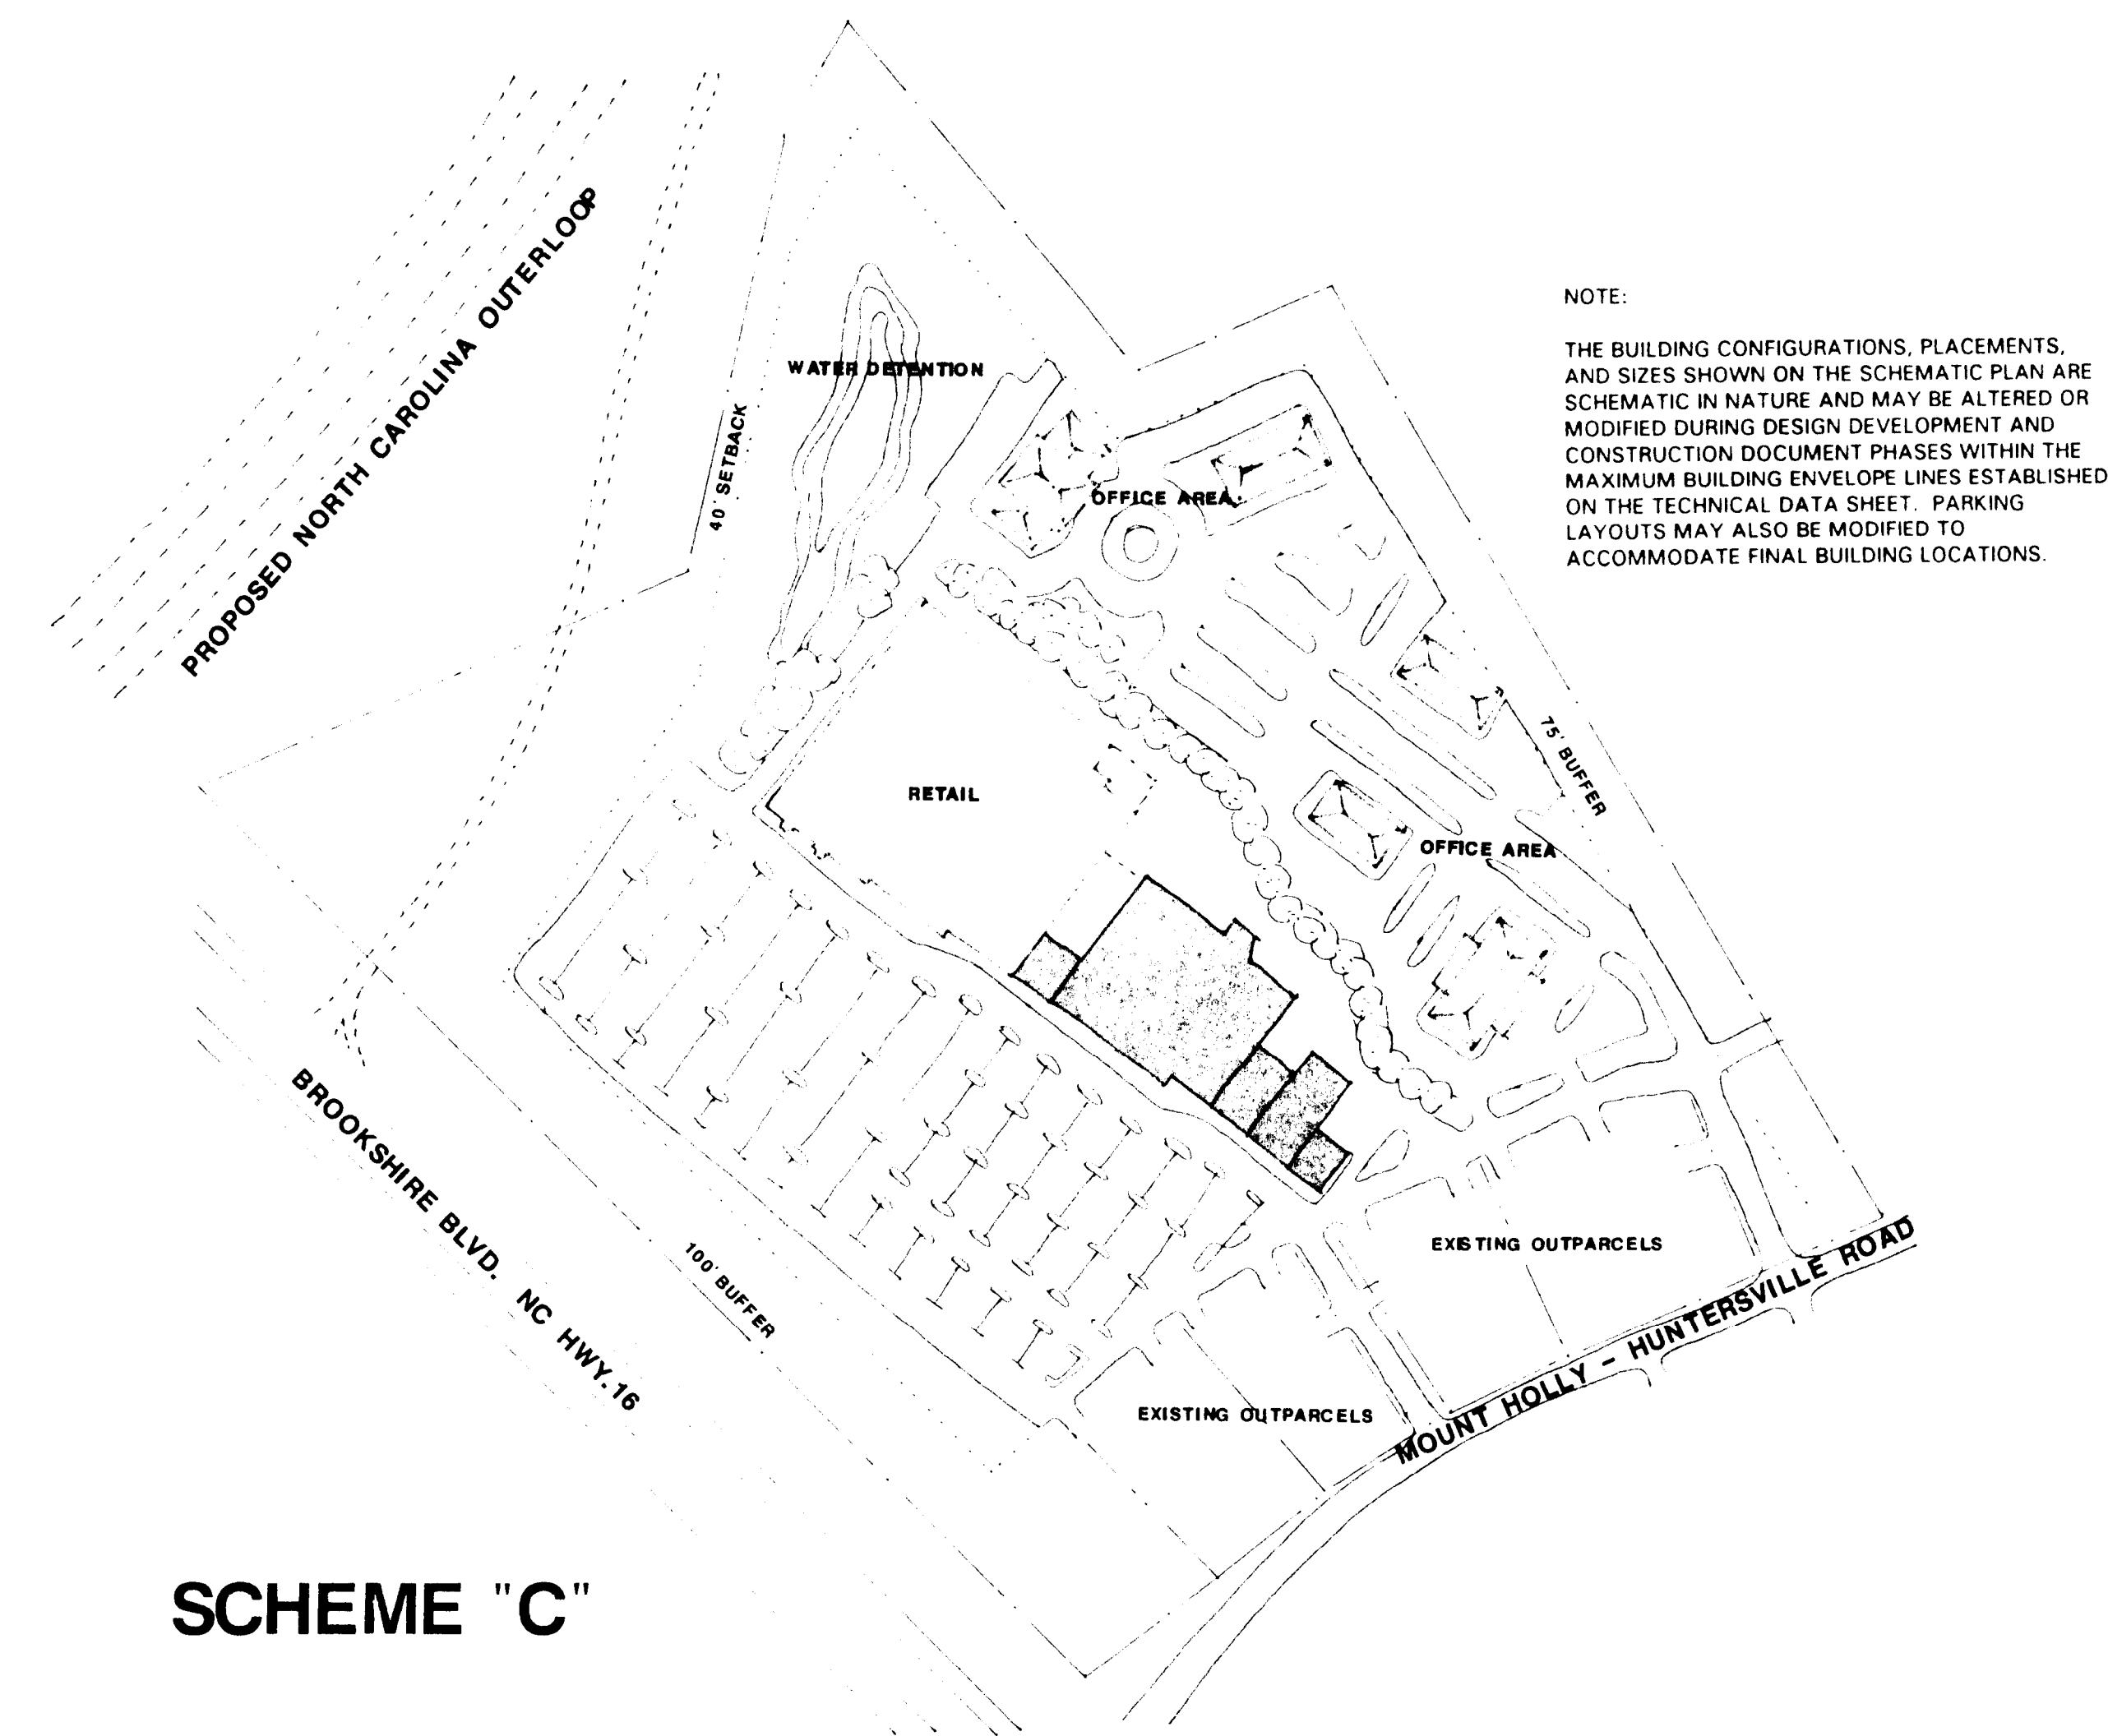 PROPOSED NORTH CAROLINA OUTERLOOP
WATER DETENTION
40' SETBACK
OFFICE AREA
NOTE:
THE BUILDING CONFIGURATIONS, PLACEMENTS,
AND SIZES SHOWN ON THE SCHEMATIC PLAN ARE
SCHEMATIC IN NATURE AND MAY BE ALTERED OR
MODIFIED DURING DESIGN DEVELOPMENT AND
CONSTRUCTION DOCUMENT PHASES WITHIN THE
MAXIMUM BUILDING ENVELOPE LINES ESTABLISHED
ON THE TECHNICAL DATA SHEET. PARKING
LAYOUTS MAY ALSO BE MODIFIED TO
ACCOMMODATE FINAL BUILDING LOCATIONS.
75' BUFFER
RETAIL
OFFICE AREA
BROOKSHIRE BLVD. NC HWY.16
100' BUFFER
EXISTING OUTPARCELS
EXISTING OUTPARCELS
MOUNT HOLLY - HUNTERSVILLE ROAD
SCHEME "C"